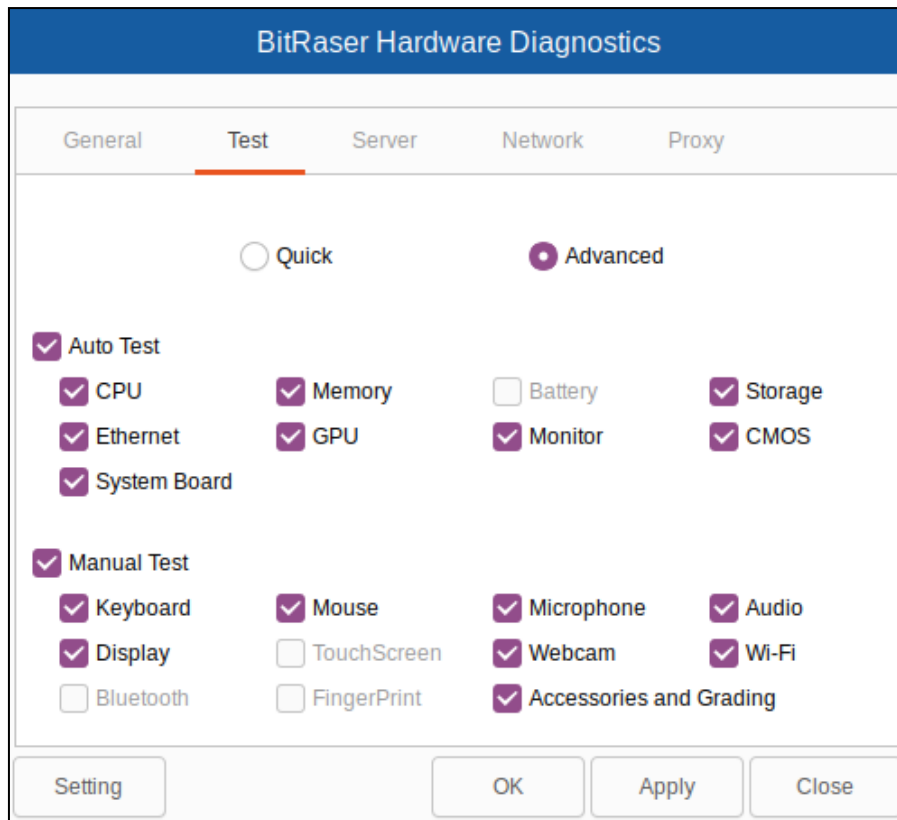 BitRaser Hardware Diagnostics
General Test Server Network Proxy
Quick Advanced
Auto Test
CPU Memory Battery Storage
Ethernet GPU Monitor CMOS
System Board
Manual Test
Keyboard Mouse Microphone Audio
Display TouchScreen Webcam Wi-Fi
Bluetooth FingerPrint Accessories and Grading
Setting OK Apply Close